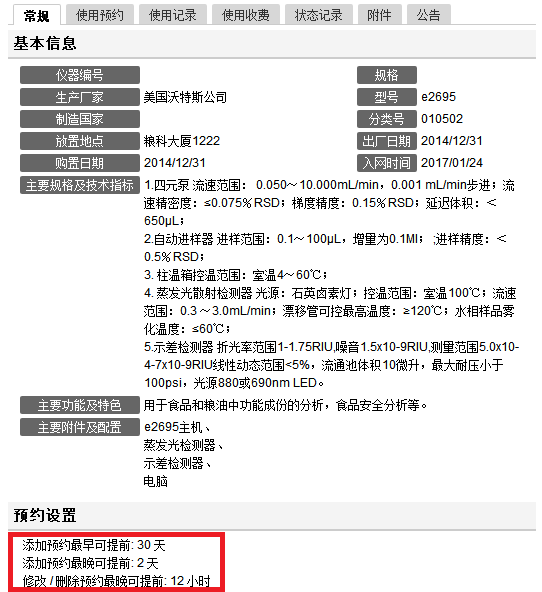 常规 使用预约 使用记录 使用收费 状态记录 附件 公告
基本信息
仪器编号 规格
生产厂家 美国沃特斯公司 型号 e2695
制造国家 分类号 010502
放置地点 粮科大厦1222 出厂日期 2014/12/31
购置日期 2014/12/31 入网时间 2017/01/24
主要规格及技术指标 1.四元泵 流速范围： 0.050～10.000mL/min，0.001 mL/min步进；流
速精密度：≤0.075% RSD；梯度精度：0.15% RSD；延迟体积：＜
650μL；
2.自动进样器 进样范围：0.1～100μL，增量为0.1Ml； ;进样精度：＜
0.5% RSD；
3. 柱温箱控温范围：室温4～60℃；
4. 蒸发光散射检测器 光源：石英卤素灯；控温范围：室温100℃；流速
范围：0.3～3.0mL/min；漂移管可控最高温度：≥120℃；水相样品雾
化温度：≤60℃；
5.示差检测器 折光率范围1-1.75RIU,噪音1.5x10-9RIU,测量范围5.0x10-
4-7x10-9RIU线性动态范围<5%，流通池体积10微升，最大耐压小于
100psi，光源880或690nm LED。
主要功能及特色 用于食品和粮油中功能成份的分析，食品安全分析等。
主要附件及配置 e2695主机、
蒸发光检测器、
示差检测器、
电脑
预约设置
添加预约最早可提前: 30 天
添加预约最晚可提前: 2 天
修改 / 删除预约最晚可提前: 12 小时